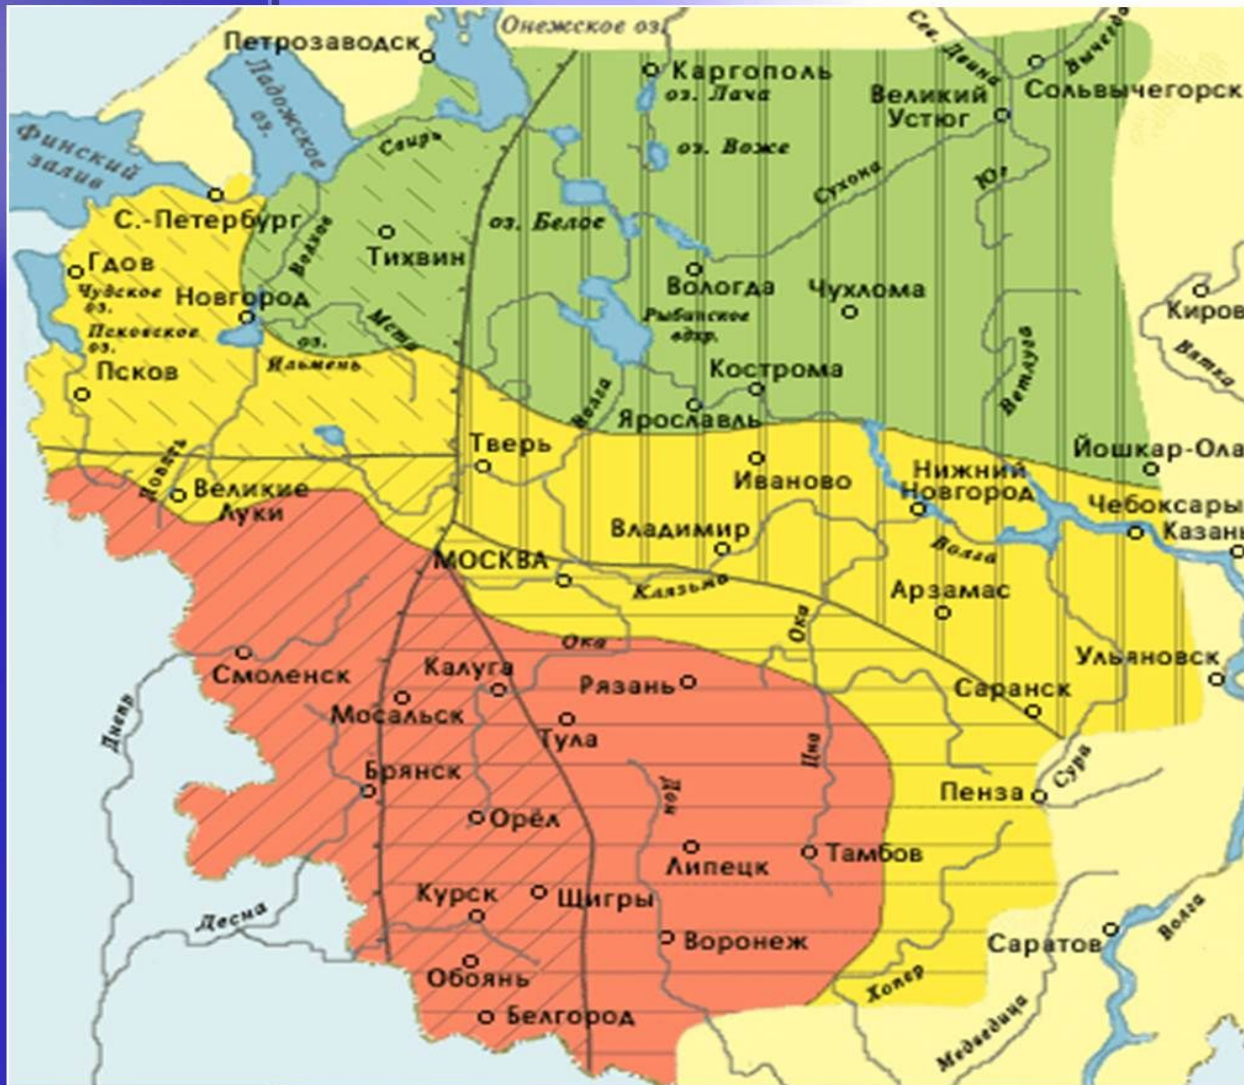 Онежское оз.
Петрозаводск
Ладожское
оз.
Каргополь
оз. Лача
Сев. Двина
Вычегда
Сольвычегорск
Великий
Устюг
Финский
залив
Свирь
оз. Воже
Сухона
Юг
С.-Петербург
оз. Белое
Волхов
Тихвин
Гдов
Чудское
оз.
Новгород
Вологда
Чухлома
Киров
Псковское
оз.
Мста
Рыбинское
вдхр.
оз.
Ильмень
Вятка
Псков
Кострома
Ветлуга
Волга
Ярославль
Тверь
Йошкар-Ола
Ловать
Великие
Луки
Иваново
Нижний
Новгород
Чебоксары
Казань
Владимир
Волга
МОСКВА
Клязьма
Арзамас
Ока
Ока
Смоленск
Калуга
Рязань
Ульяновск
Саранск
Мосальск
Днепр
Тула
Цна
Сура
Брянск
Дон
Пенза
Орёл
Липецк
Тамбов
Курск
Щигры
Десна
Воронеж
Саратов
Волга
Обоянь
Хопер
Белгород
Медведица